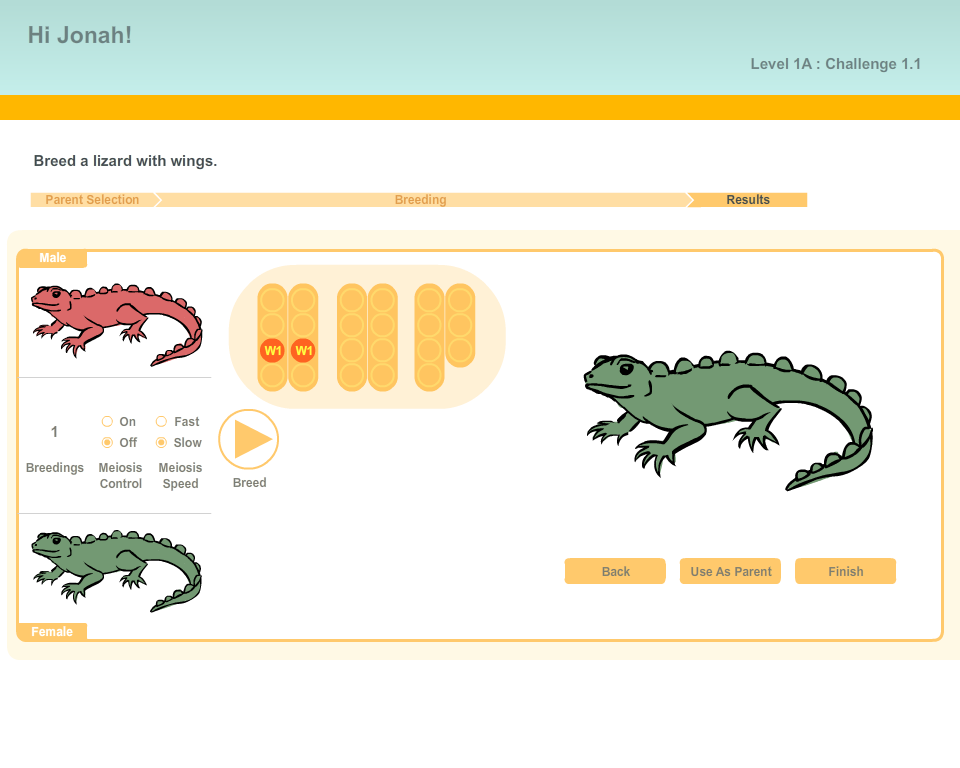 Hi Jonah!
Level 1A : Challenge 1.1
Breed a lizard with wings.
Parent Selection
Breeding
Results
Male
W1 W1
1
On
Fast
Off
Slow
Breedings
Meiosis
Control
Meiosis
Speed
Breed
Back
Use As Parent
Finish
Female